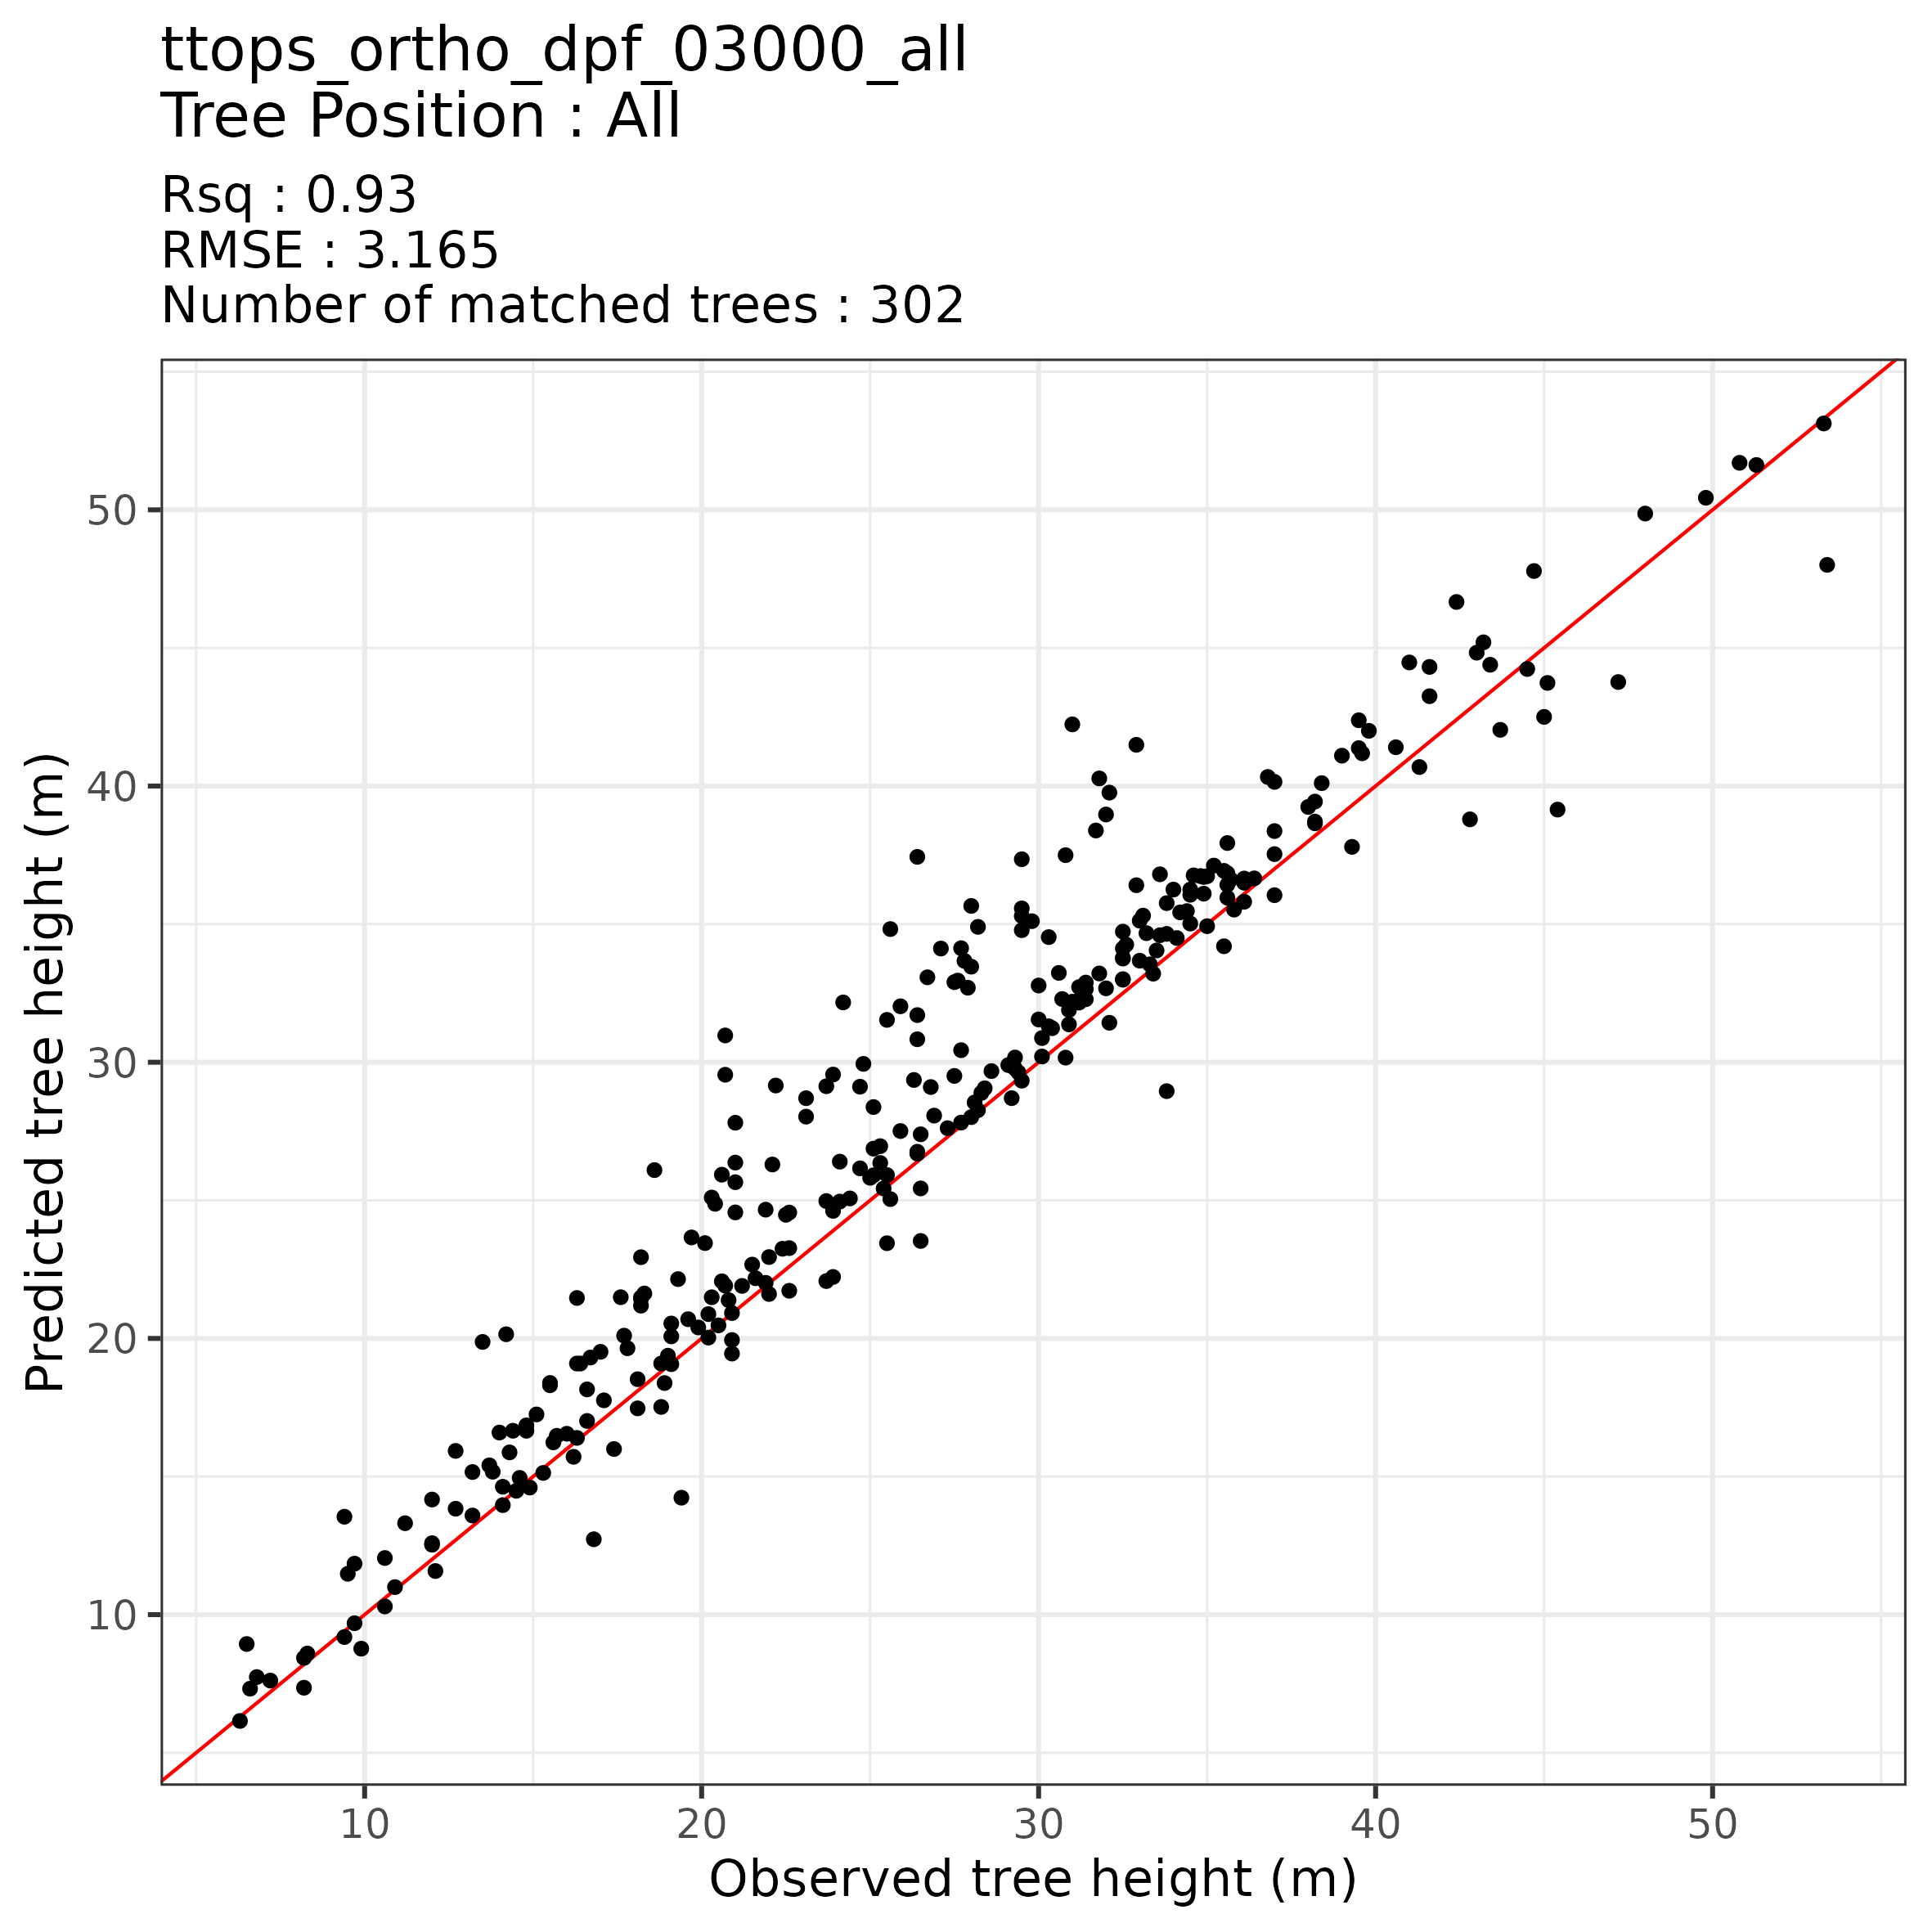 ttops_ortho_dpf_03000_all
Tree Position : All
Rsq : 0.93
RMSE : 3.165
Number of matched trees : 302
Predicted tree height (m)
50
40
30
20
10
10 20 30 40 50
Observed tree height (m)